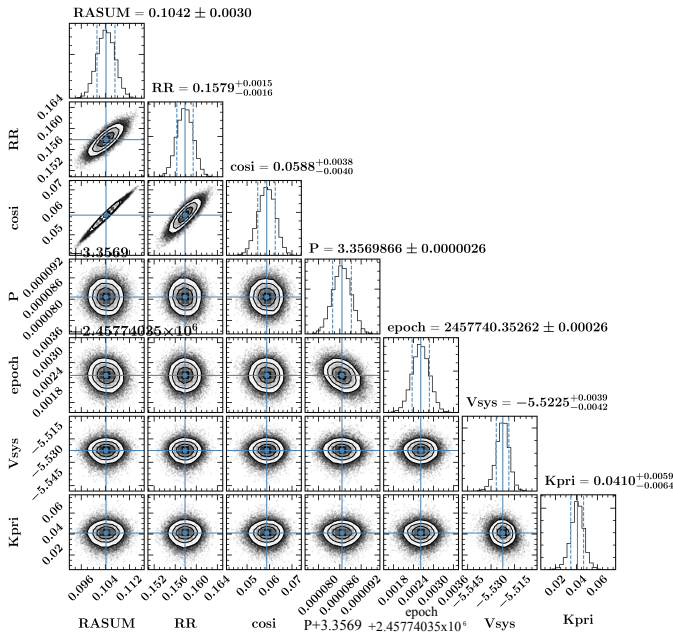 RASUM = 0.1042 ± 0.0030
RR = 0.1579 +0.0015 −0.0016
0.164
0.160
0.156
0.152
RR
cosi = 0.0588 +0.0038 −0.0040
0.07
0.06
0.05
cosi
−3.3569
P = 3.3569866 ± 0.0000026
0.000092
0.000086
0.000080
P
−2.45774035×10⁶
epoch = 2457740.35262 ± 0.00026
0.0036
0.0030
0.0024
0.0018
epoch
Vsys = −5.5225 +0.0039 −0.0042
−5.515
−5.530
−5.545
Vsys
Kpri = 0.0410 +0.0059 −0.0064
0.06
0.04
0.02
Kpri
0.096 0.104 0.112 0.152 0.156 0.160 0.164 0.05 0.06 0.07 0.000080 0.000086 0.000092 0.0018 0.0024 0.0030 0.0036 −5.545 −5.530 −5.515 0.02 0.04 0.06
RASUM RR cosi P+3.3569 epoch Vsys Kpri
+2.45774035x10⁶